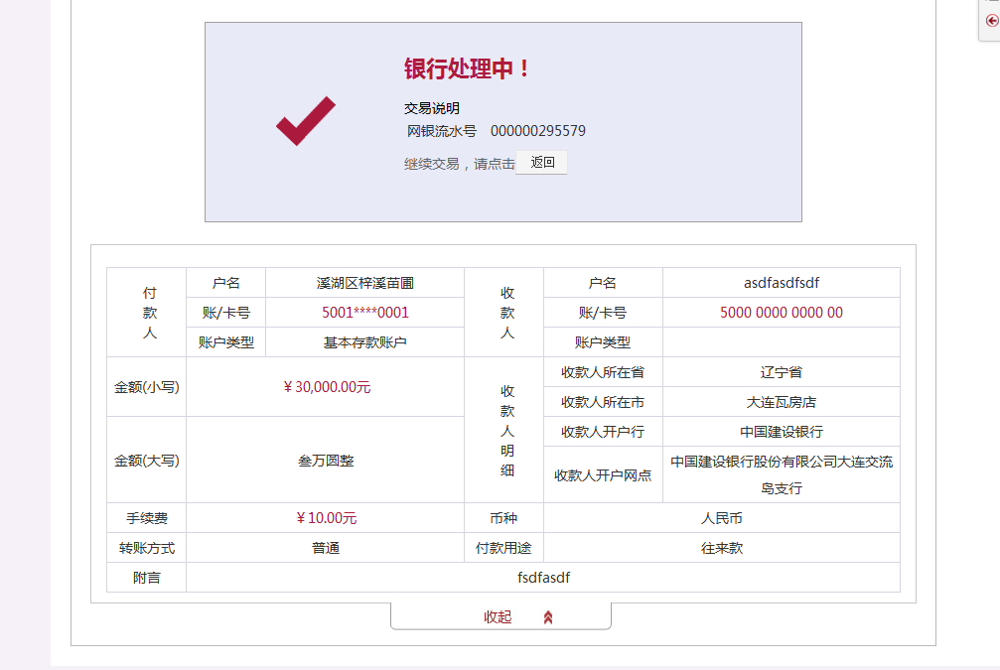 银行处理中！
交易说明
网银流水号 000000295579
继续交易，请点击 返回
付款人 户名 溪湖区梓溪苗圃 收款人 户名 asdfasdfsdf
账/卡号 5001****0001 账/卡号 5000 0000 0000 00
账户类型 基本存款账户 账户类型
金额(小写) ￥30,000.00元 收款人明细 收款人所在省 辽宁省
收款人所在市 大连瓦房店
金额(大写) 叁万圆整 收款人开户行 中国建设银行
收款人开户网点 中国建设银行股份有限公司大连交流
岛支行
手续费 ￥10.00元 币种 人民币
转账方式 普通 付款用途 往来款
附言 fsdfasdf
收起